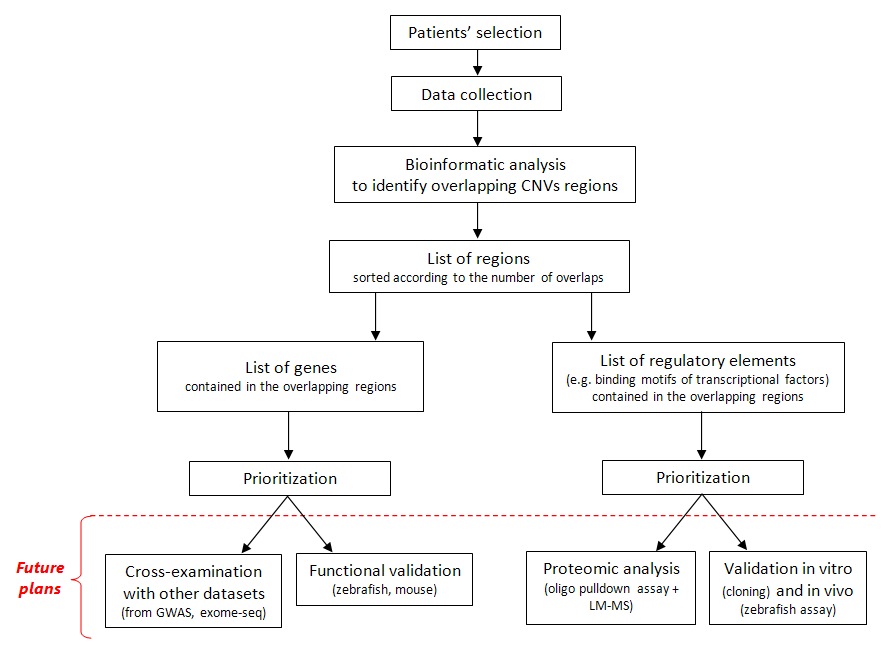 Patients’ selection
Data collection
Bioinformatic analysis
to identify overlapping CNVs regions
List of regions
sorted according to the number of overlaps
List of genes
contained in the overlapping regions
List of regulatory elements
(e.g. binding motifs of transcriptional factors)
contained in the overlapping regions
Prioritization
Prioritization
Future
plans
Cross-examination
with other datasets
(from GWAS, exome-seq)
Functional validation
(zebrafish, mouse)
Proteomic analysis
(oligo pulldown assay +
LM-MS)
Validation in vitro
(cloning) and in vivo
(zebrafish assay)